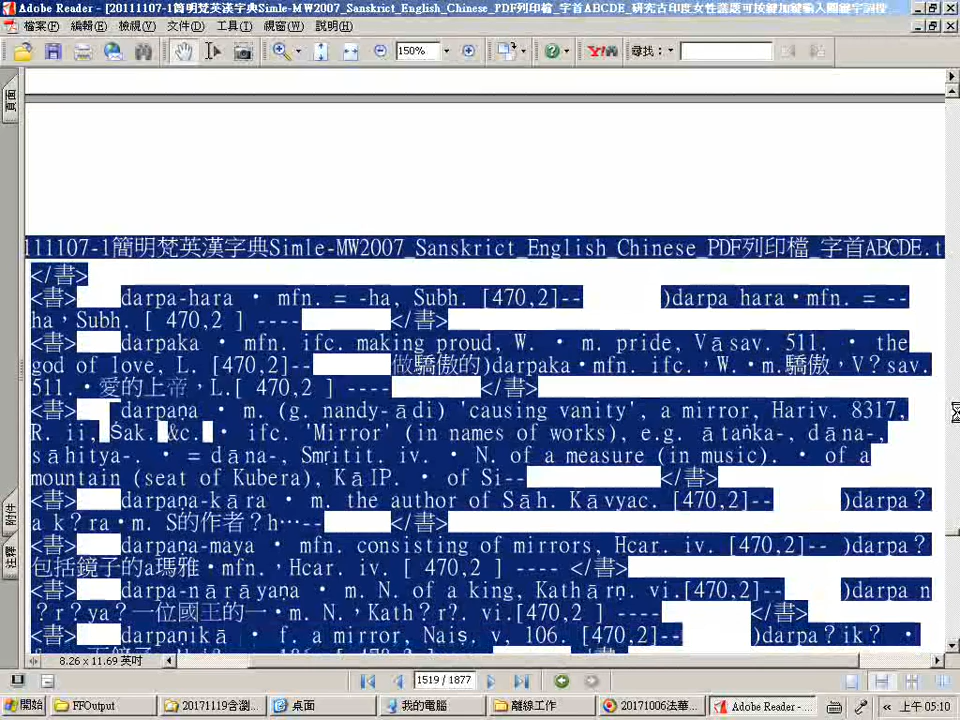 Adobe Reader - [20111107-1簡明梵英漢字典Simle-MW2007_Sanskrict_English_Chinese_PDF列印檔_字首ABCDE_研究古印度女性議題可按鍵加鍵輸入關鍵字詞搜
檔案(F) 編輯(E) 檢視(V) 文件(D) 工具(T) 視窗(W) 說明(H)
150% 尋找:
頁面
111107-1簡明梵英漢字典Simle-MW2007_Sanskrict_English_Chinese_PDF列印檔_字首ABCDE.t
</書>
<書> darpa-hara • mfn. = -ha, Subh. [470,2]-- )darpa hara•mfn. = --
ha,Subh. [ 470,2 ] ---- </書>
<書> darpaka • mfn. ifc. making proud, W. • m. pride, Vāsav. 511. • the
god of love, L. [470,2]-- 做驕傲的)darpaka•mfn. ifc.,W.•m.驕傲,V?sav.
511.•愛的上帝,L.[ 470,2 ] ---- </書>
<書> darpaṇa • m. (g. nandy-ādi) 'causing vanity', a mirror, Hariv. 8317,
R. ii, Śak. &c. • ifc. 'Mirror' (in names of works), e.g. ātaṅka-, dāna-,
sāhitya-. • = dāna-, Smṛitit. iv. • N. of a measure (in music). • of a
mountain (seat of Kubera), KāIP. • of Si-- </書>
<書> darpaṇa-kāra • m. the author of Sāh. Kāvyac. [470,2]-- )darpa?
a k?ra•m. S的作者?h…-- </書>
<書> darpaṇa-maya • mfn. consisting of mirrors, Hcar. iv. [470,2]-- )darpa?
包括鏡子的a瑪雅•mfn.,Hcar. iv. [ 470,2 ] ---- </書>
<書> darpa-nārāyaṇa • m. N. of a king, Kathārṇ. vi.[470,2]-- )darpa n
?r?ya?一位國王的一•m. N.,Kath?r?. vi.[470,2 ] ---- </書>
<書> darpaṇikā • f. a mirror, Naiṣ. v, 106. [470,2]-- )darpa?ik? •
附件
註釋
8.26 x 11.69 英吋
1519 / 1877
開始 FFOutput 20171119含瀏... 桌面 我的電腦 離線工作 20171006法華... Adobe Reader - ... 上午 05:10